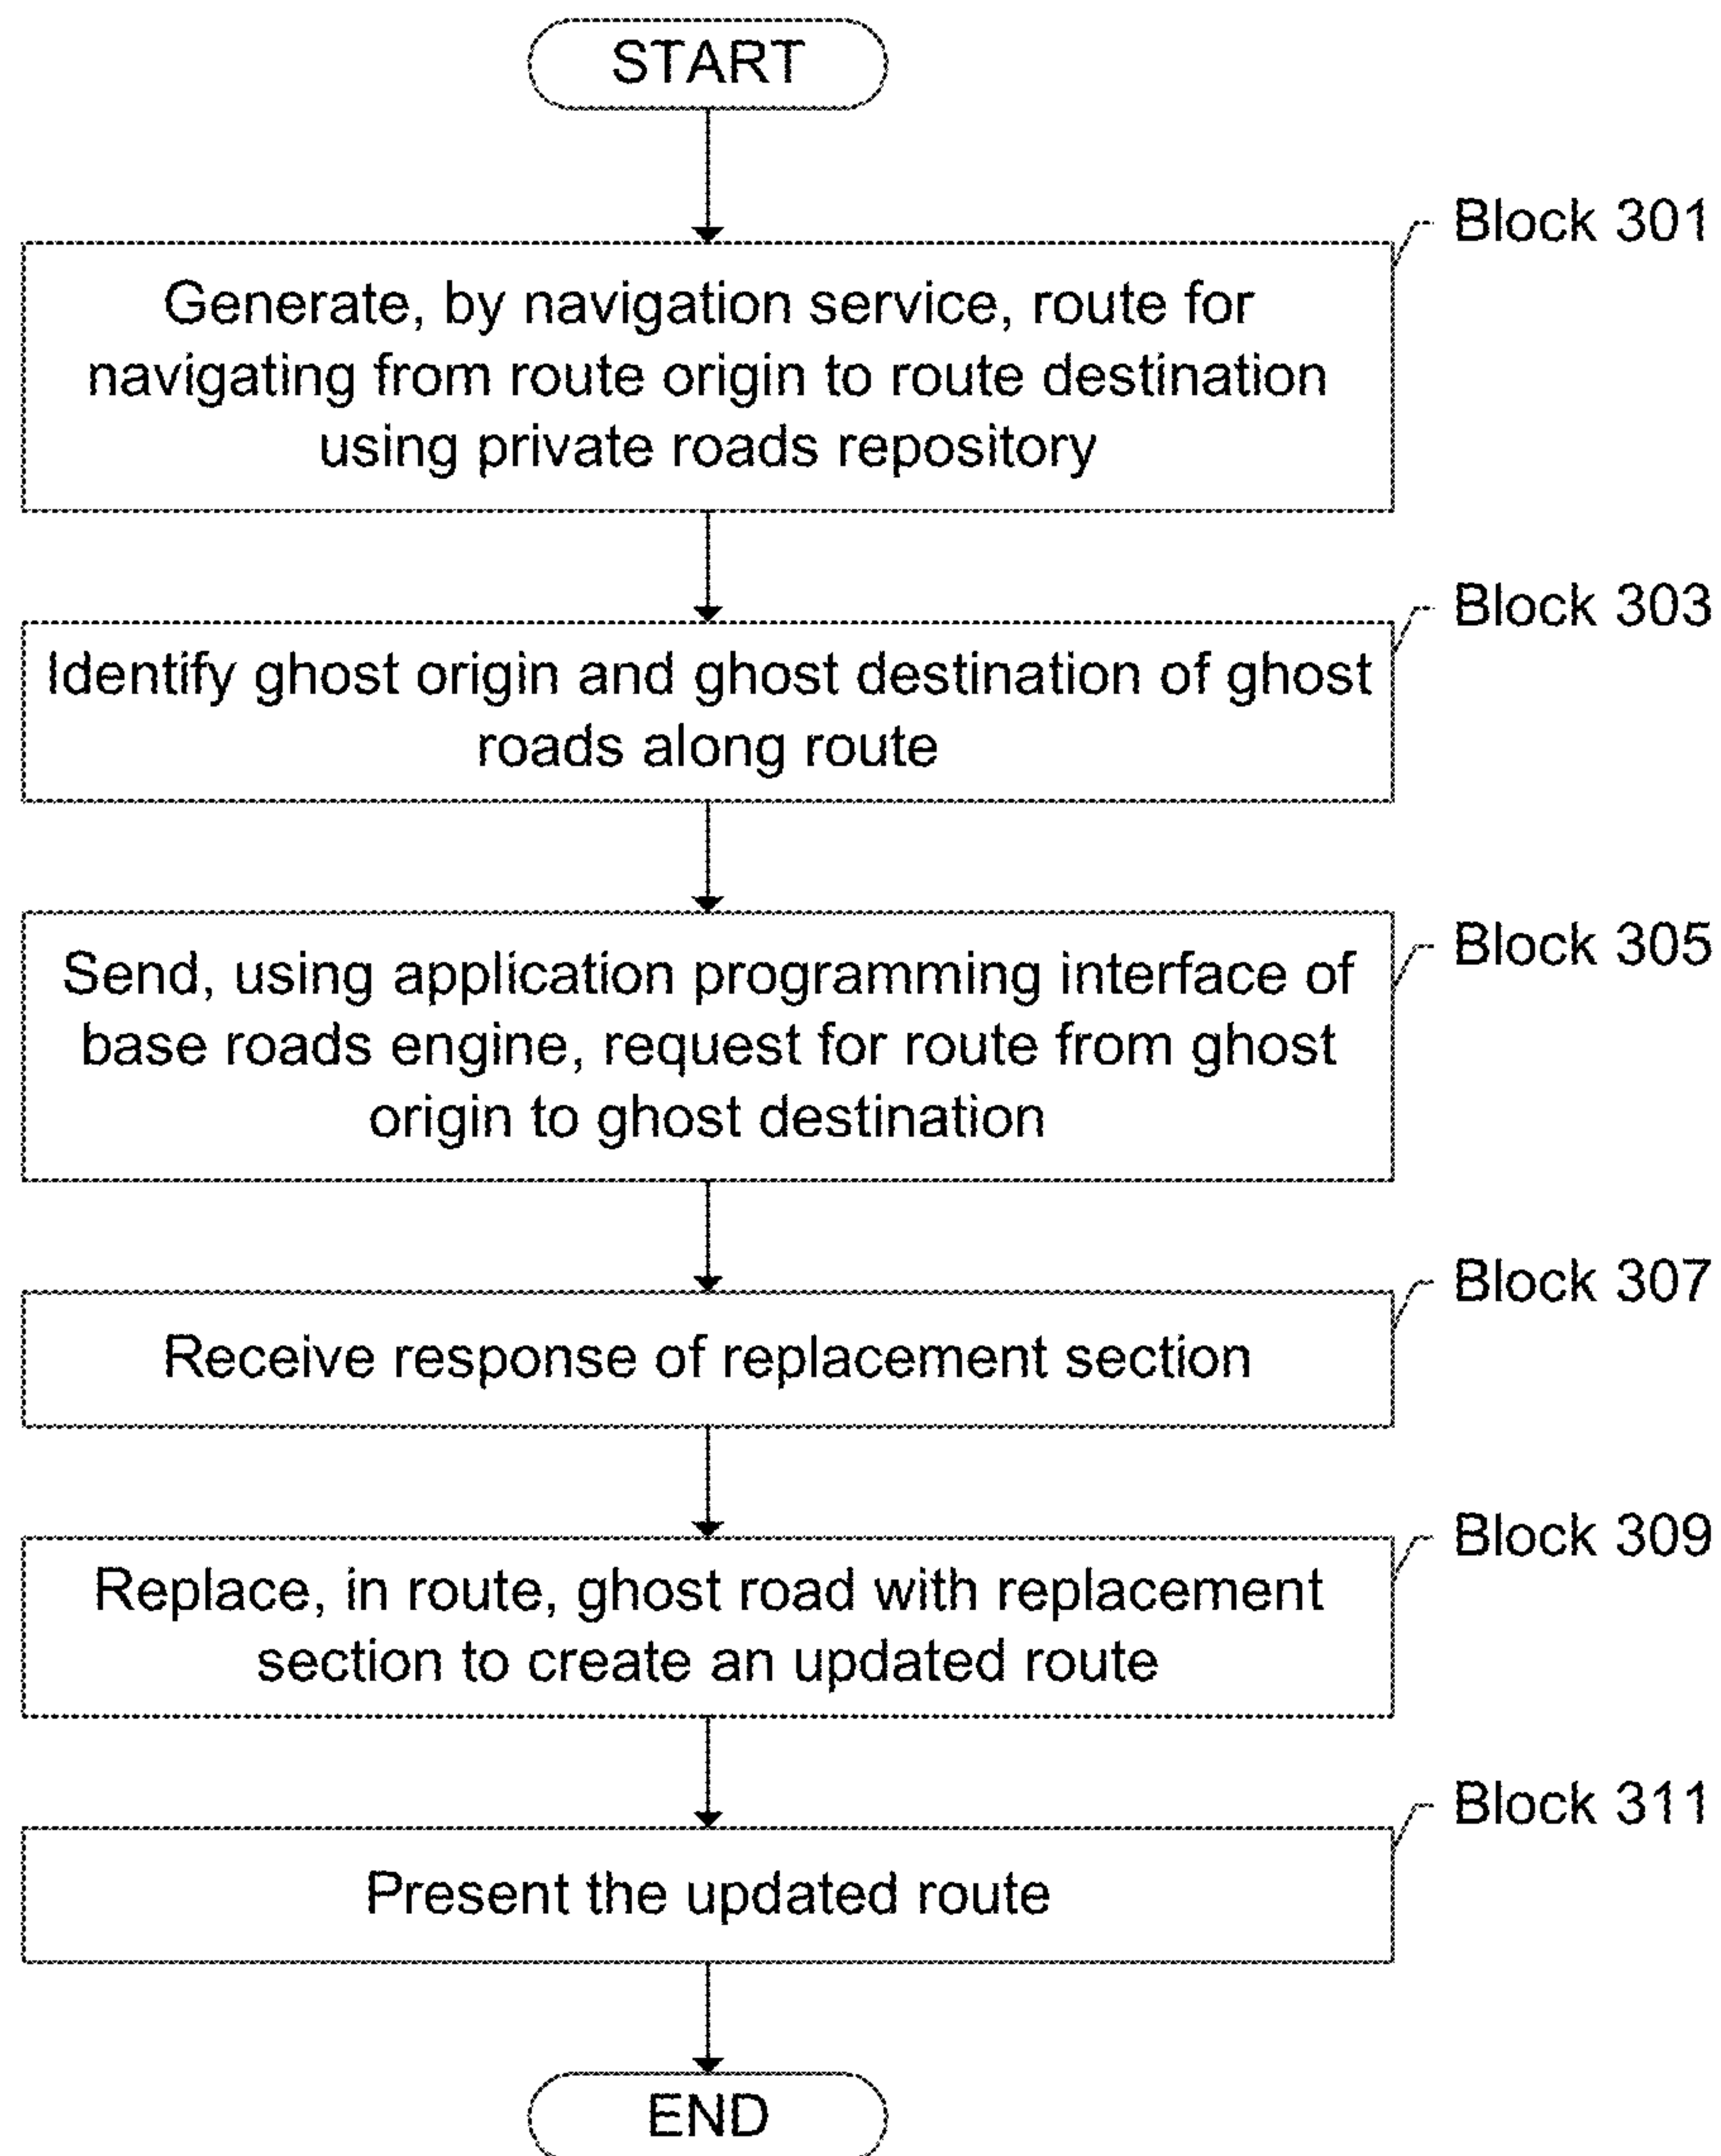 START
Block 301
Generate, by navigation service, route for
navigating from route origin to route destination
using private roads repository
Block 303
Identify ghost origin and ghost destination of ghost
roads along route
Block 305
Send, using application programming interface of
base roads engine, request for route from ghost
origin to ghost destination
Block 307
Receive response of replacement section
Block 309
Replace, in route, ghost road with replacement
section to create an updated route
Block 311
Present the updated route
END